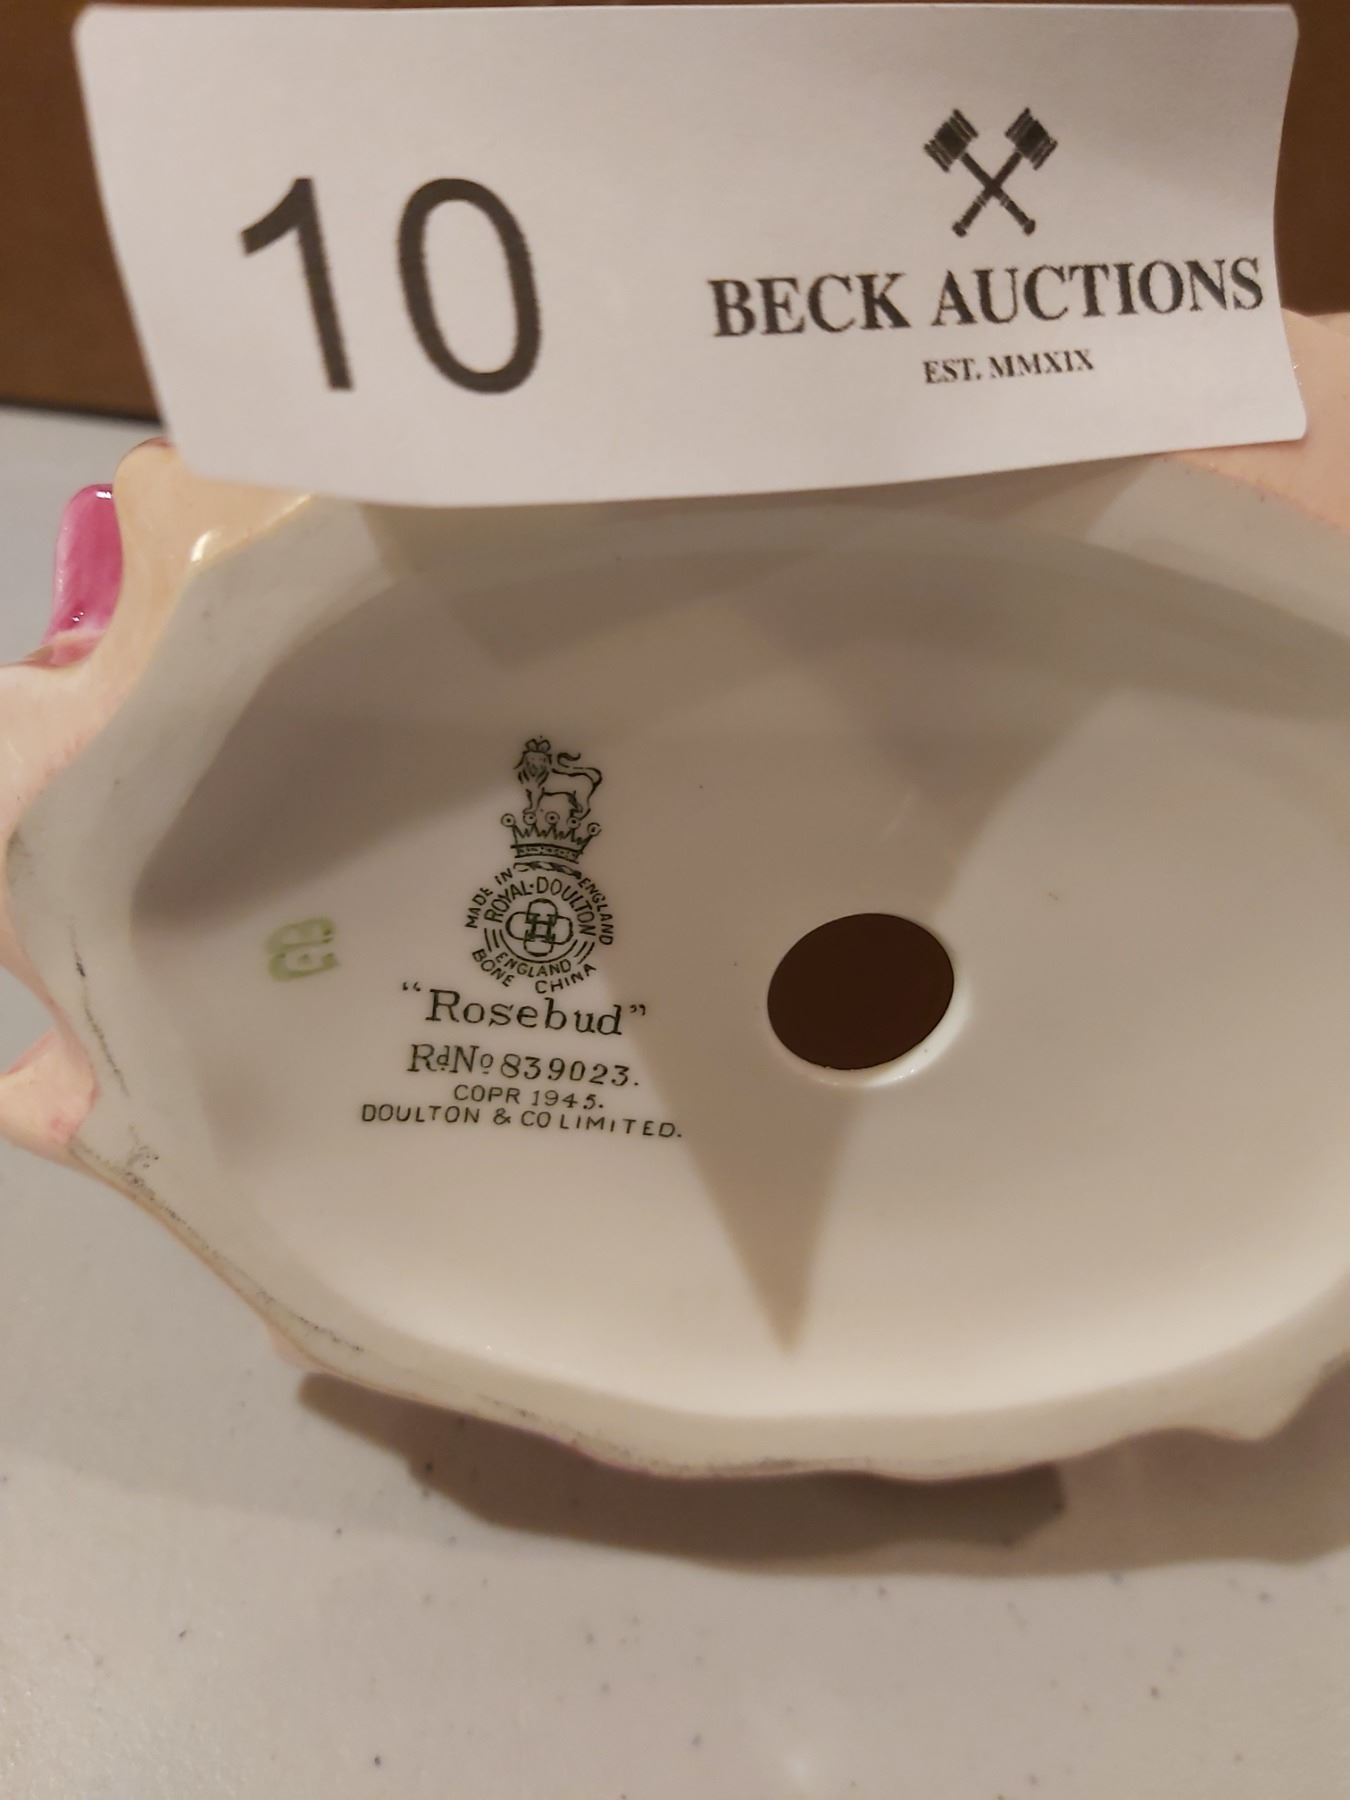 10
BECK AUCTIONS
EST. MMXIX
MADE IN ENGLAND
ROYAL·DOULTON
ENGLAND
BONE CHINA
"Rosebud"
RdNo 839023.
COPR 1945.
DOULTON & CO LIMITED.